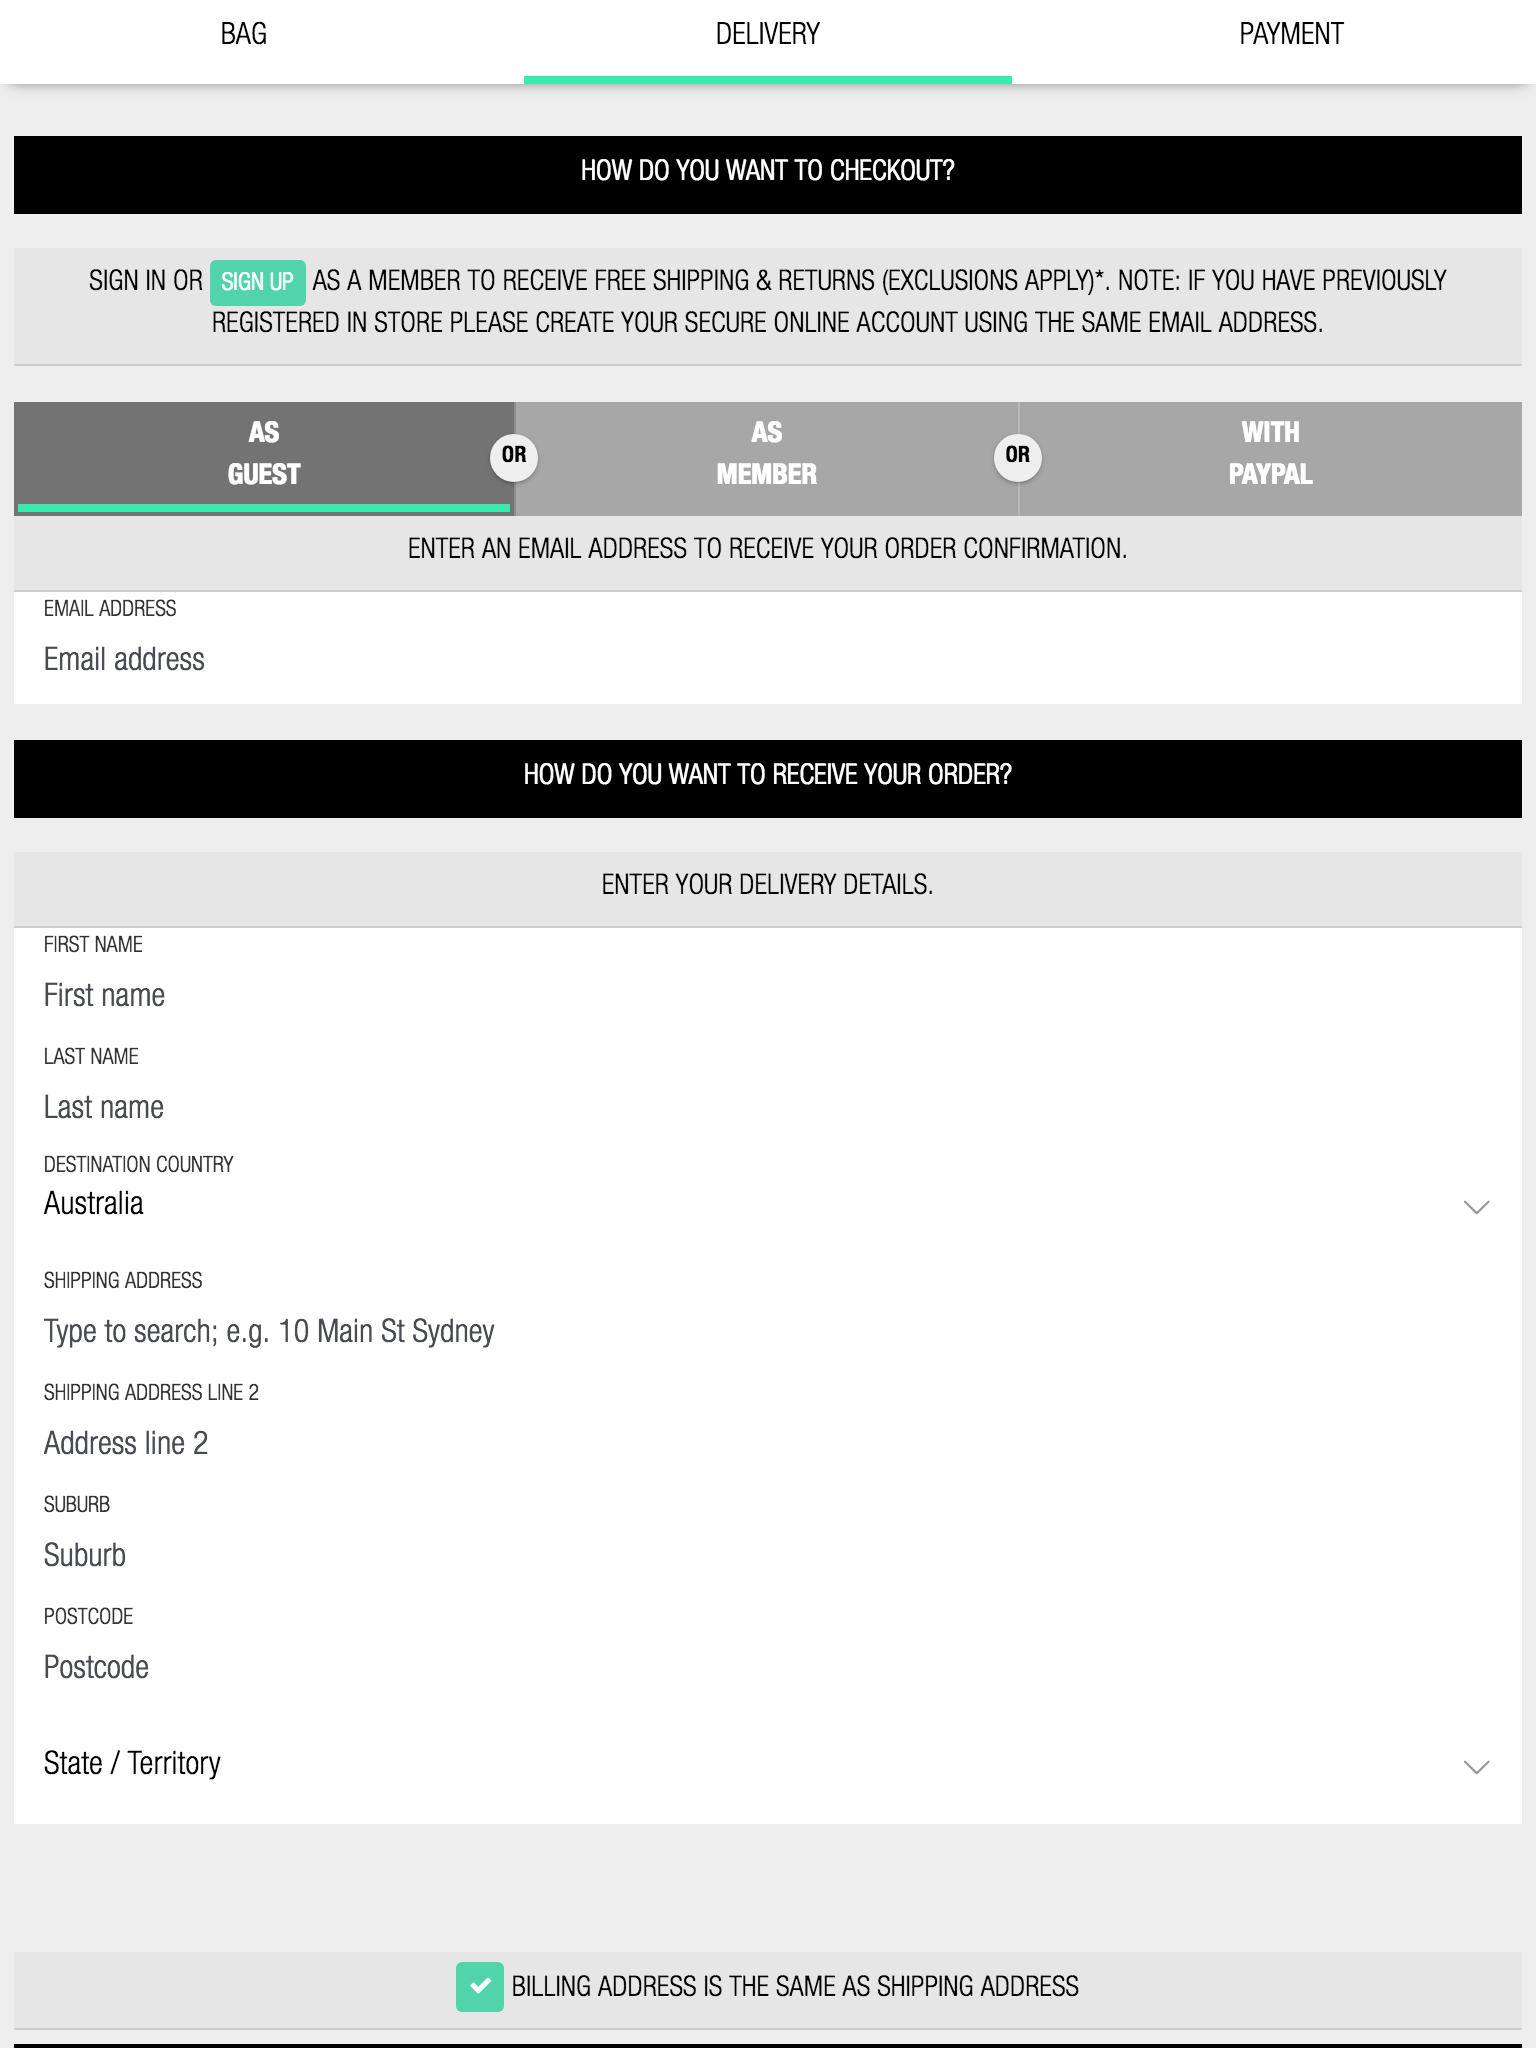 BAG
DELIVERY
PAYMENT
HOW DO YOU WANT TO CHECKOUT?
SIGN IN OR SIGN UP AS A MEMBER TO RECEIVE FREE SHIPPING & RETURNS (EXCLUSIONS APPLY)*. NOTE: IF YOU HAVE PREVIOUSLY
REGISTERED IN STORE PLEASE CREATE YOUR SECURE ONLINE ACCOUNT USING THE SAME EMAIL ADDRESS.
AS
GUEST
OR
AS
MEMBER
OR
WITH
PAYPAL
ENTER AN EMAIL ADDRESS TO RECEIVE YOUR ORDER CONFIRMATION.
EMAIL ADDRESS
Email address
HOW DO YOU WANT TO RECEIVE YOUR ORDER?
ENTER YOUR DELIVERY DETAILS.
FIRST NAME
First name
LAST NAME
Last name
DESTINATION COUNTRY
Australia
SHIPPING ADDRESS
Type to search; e.g. 10 Main St Sydney
SHIPPING ADDRESS LINE 2
Address line 2
SUBURB
Suburb
POSTCODE
Postcode
State / Territory
BILLING ADDRESS IS THE SAME AS SHIPPING ADDRESS